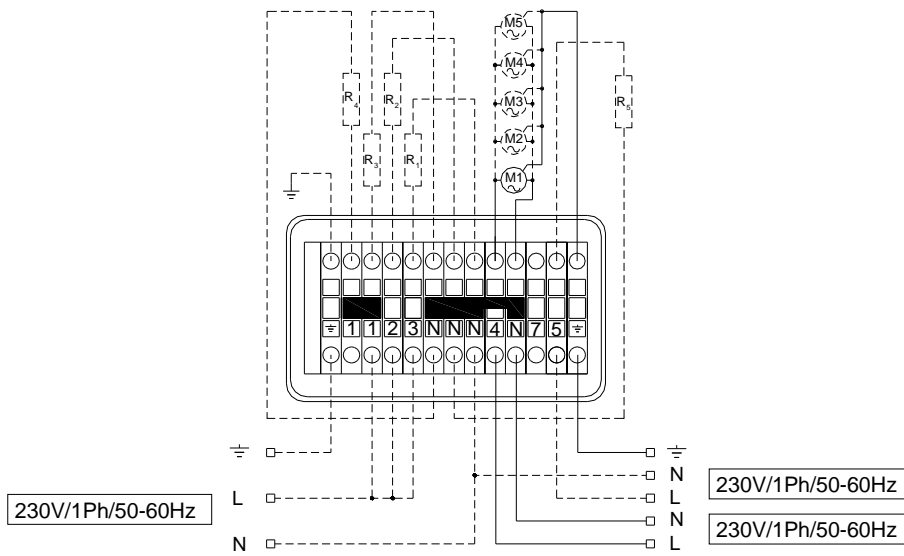 M5
M4
M3
M2
M1
R4
R2
R5
R3
R1
1 1 2 3 N N N 4 N 7 5
N
L
L
230V/1Ph/50-60Hz
230V/1Ph/50-60Hz
N
230V/1Ph/50-60Hz
N
L